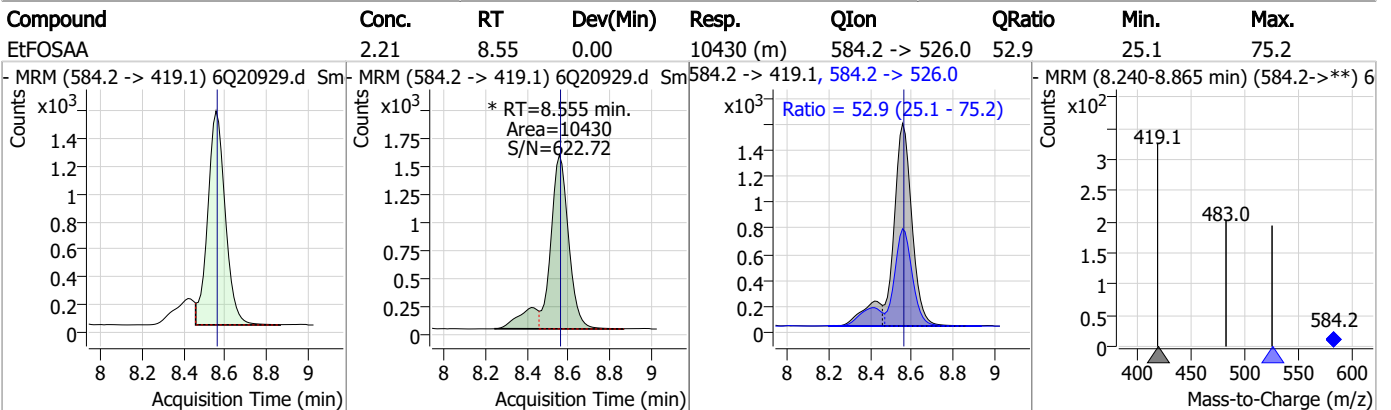 Compound Conc. RT Dev(Min) Resp. QIon QRatio Min. Max.
EtFOSAA 2.21 8.55 0.00 10430 (m) 584.2 -> 526.0 52.9 25.1 75.2
- MRM (584.2 -> 419.1) 6Q20929.d Sm
Counts
x10³
1.4
1.2
1
0.8
0.6
0.4
0.2
0
8 8.2 8.4 8.6 8.8 9
Acquisition Time (min)
- MRM (584.2 -> 419.1) 6Q20929.d Sm
Counts
x10³
* RT=8.555 min.
Area=10430
S/N=622.72
1.75
1.5
1.25
1
0.75
0.5
0.25
0
8 8.2 8.4 8.6 8.8 9
Acquisition Time (min)
584.2 -> 419.1, 584.2 -> 526.0
Counts
x10³
Ratio = 52.9 (25.1 - 75.2)
1.4
1.2
1
0.8
0.6
0.4
0.2
0
8 8.2 8.4 8.6 8.8 9
Acquisition Time (min)
- MRM (8.240-8.865 min) (584.2->**) 6
Counts
x10²
419.1
483.0
584.2
3
2.5
2
1.5
1
0.5
0
400 450 500 550 600
Mass-to-Charge (m/z)